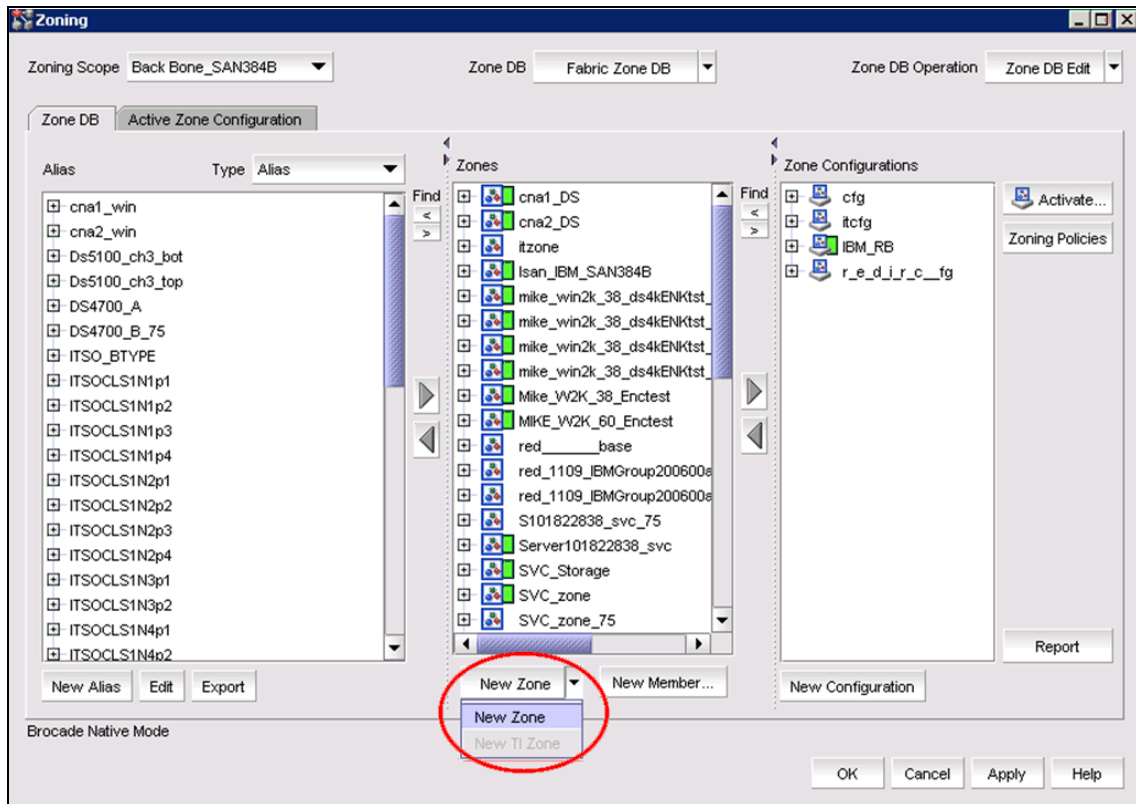 Zoning
Zoning Scope Back Bone_SAN384B Zone DB Fabric Zone DB Zone DB Operation Zone DB Edit
Zone DB Active Zone Configuration
Alias Type Alias
cna1_win
cna2_win
Ds5100_ch3_bot
Ds5100_ch3_top
DS4700_A
DS4700_B_75
ITSO_BTYPE
ITSOCLS1N1p1
ITSOCLS1N1p2
ITSOCLS1N1p3
ITSOCLS1N1p4
ITSOCLS1N2p1
ITSOCLS1N2p2
ITSOCLS1N2p3
ITSOCLS1N2p4
ITSOCLS1N3p1
ITSOCLS1N3p2
ITSOCLS1N4p1
ITSOCLS1N4p2
New Alias Edit Export
Find
<
>
Zones
cna1_DS
cna2_DS
itzone
lsan_IBM_SAN384B
mike_win2k_38_ds4kENKtst_
mike_win2k_38_ds4kENKtst_
mike_win2k_38_ds4kENKtst_
mike_win2k_38_ds4kENKtst_
Mike_W2K_38_Enctest
MIKE_W2K_60_Enctest
red_______base
red_1109_IBMGroup200600a
red_1109_IBMGroup200600a
S101822838_svc_75
Server101822838_svc
SVC_Storage
SVC_zone
SVC_zone_75
New Zone New Member...
New Zone
New TI Zone
Find
<
>
Zone Configurations
cfg
itcfg
IBM_RB
r_e_d_i_r_c__fg
New Configuration
Activate...
Zoning Policies
Report
Brocade Native Mode
OK Cancel Apply Help